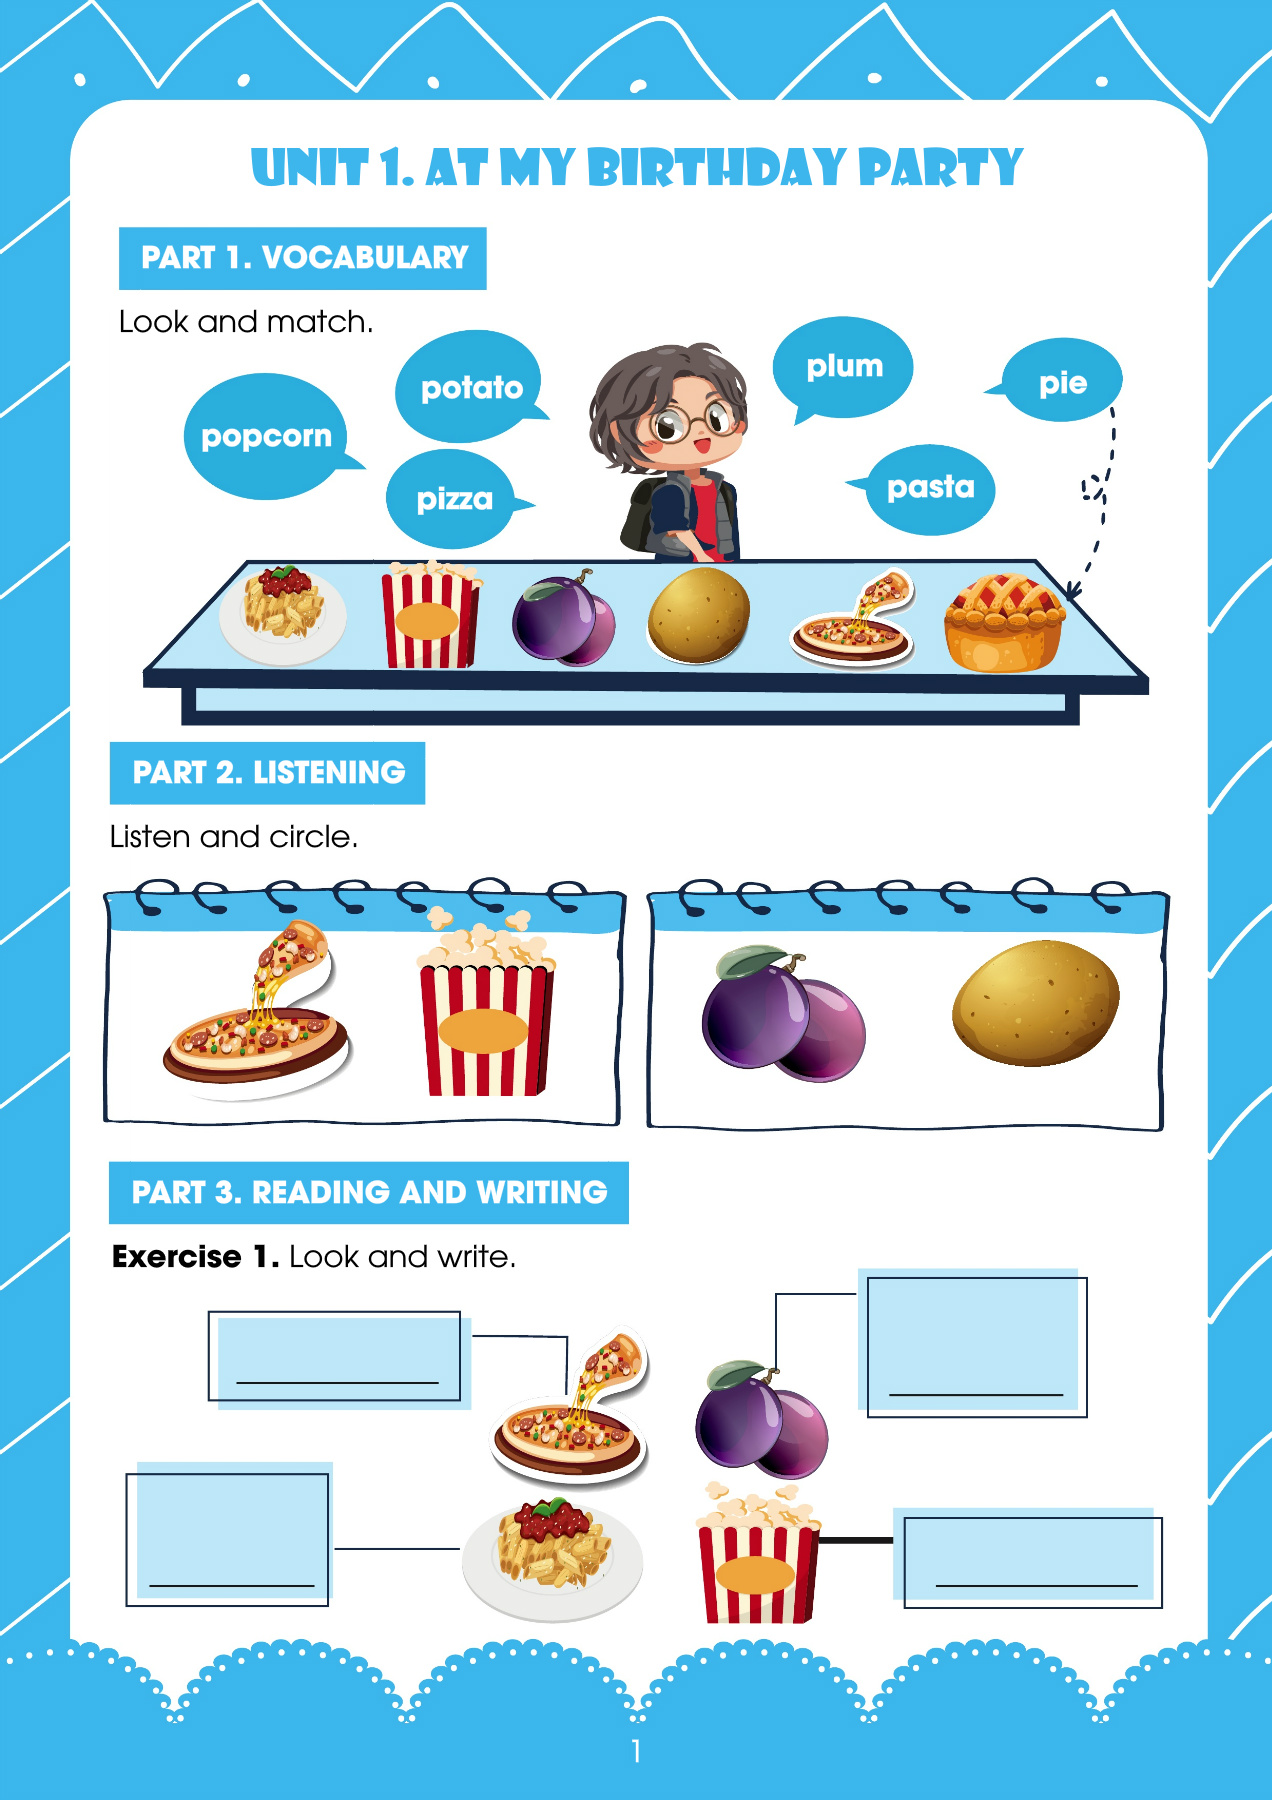 UNIT 1. AT MY BIRTHDAY PARTY
PART 1. VOCABULARY
Look and match.
popcorn
potato
pizza
plum
pie
pasta
PART 2. LISTENING
Listen and circle.
PART 3. READING AND WRITING
Exercise 1. Look and write.
1